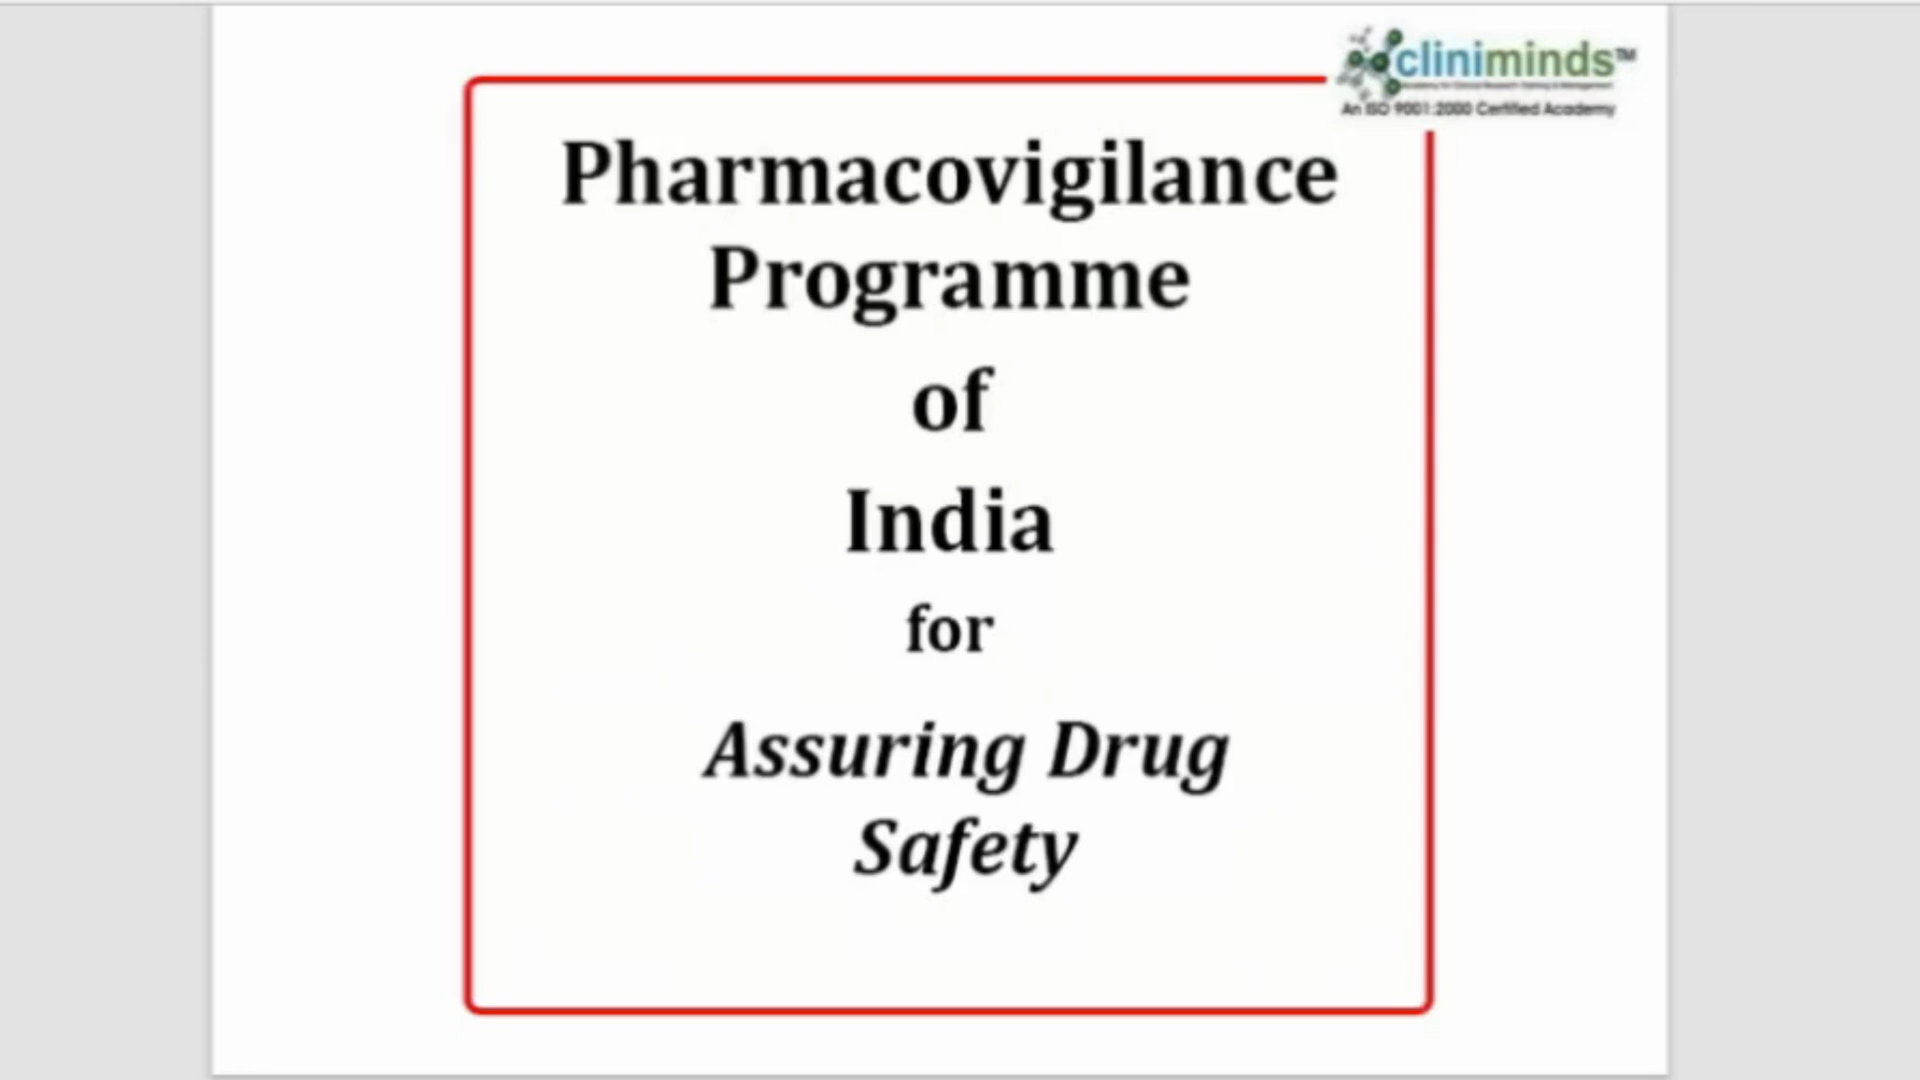 cliniminds™
An ISO 9001:2000 Certified Academy
Pharmacovigilance
Programme
of
India
for
Assuring Drug
Safety